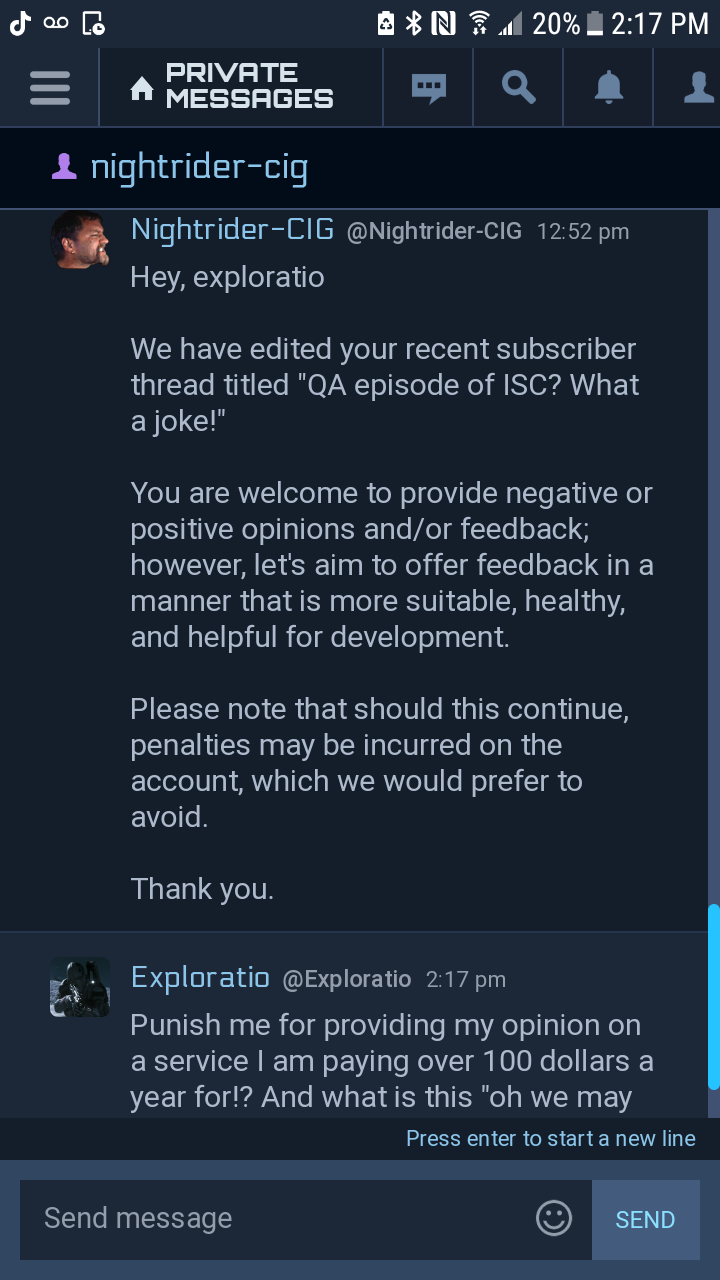 20% 2:17 PM
PRIVATE
MESSAGES
nightrider-cig
Nightrider-CIG @Nightrider-CIG 12:52 pm
Hey, exploratio
We have edited your recent subscriber
thread titled "QA episode of ISC? What
a joke!"
You are welcome to provide negative or
positive opinions and/or feedback;
however, let's aim to offer feedback in a
manner that is more suitable, healthy,
and helpful for development.
Please note that should this continue,
penalties may be incurred on the
account, which we would prefer to
avoid.
Thank you.
Exploratio @Exploratio 2:17 pm
Punish me for providing my opinion on
a service I am paying over 100 dollars a
year for!? And what is this "oh we may
Press enter to start a new line
Send message
SEND